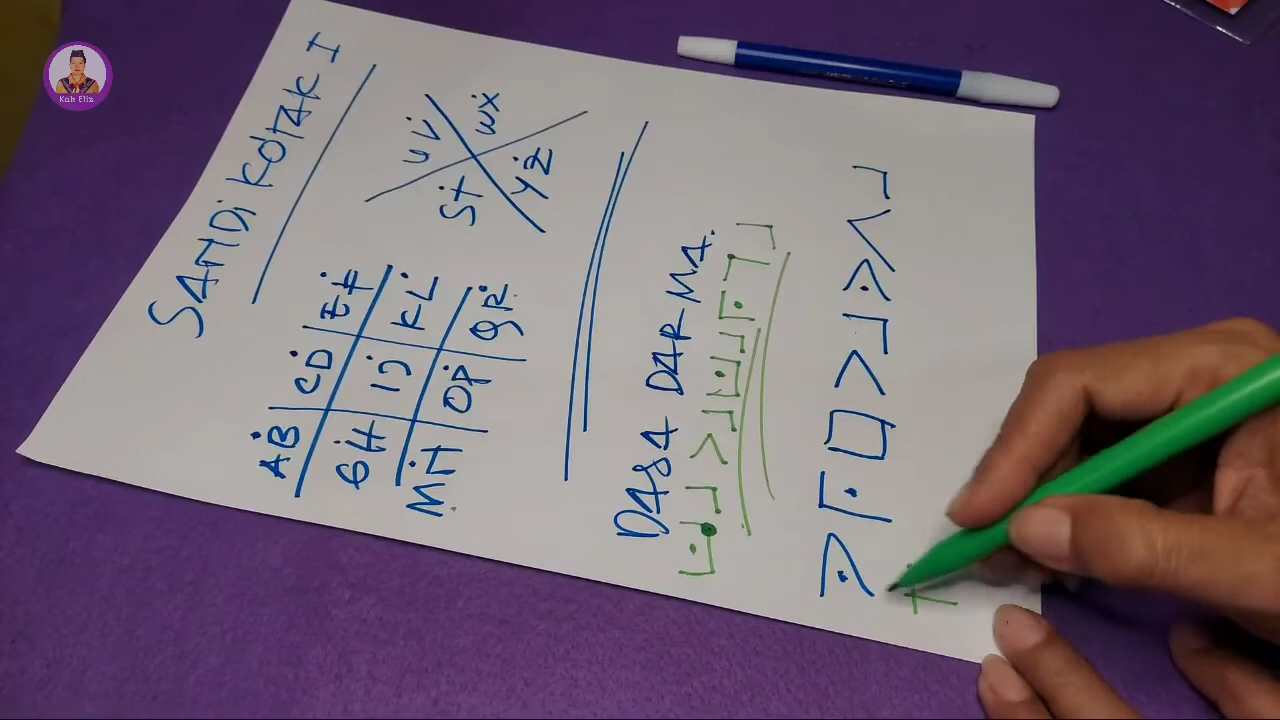 Kak Eliz
SANDi KOTAK I
AB CD EF
GH IJ KL
MN OP QR
UV
ST WX
YZ
DASA DARMA.
T